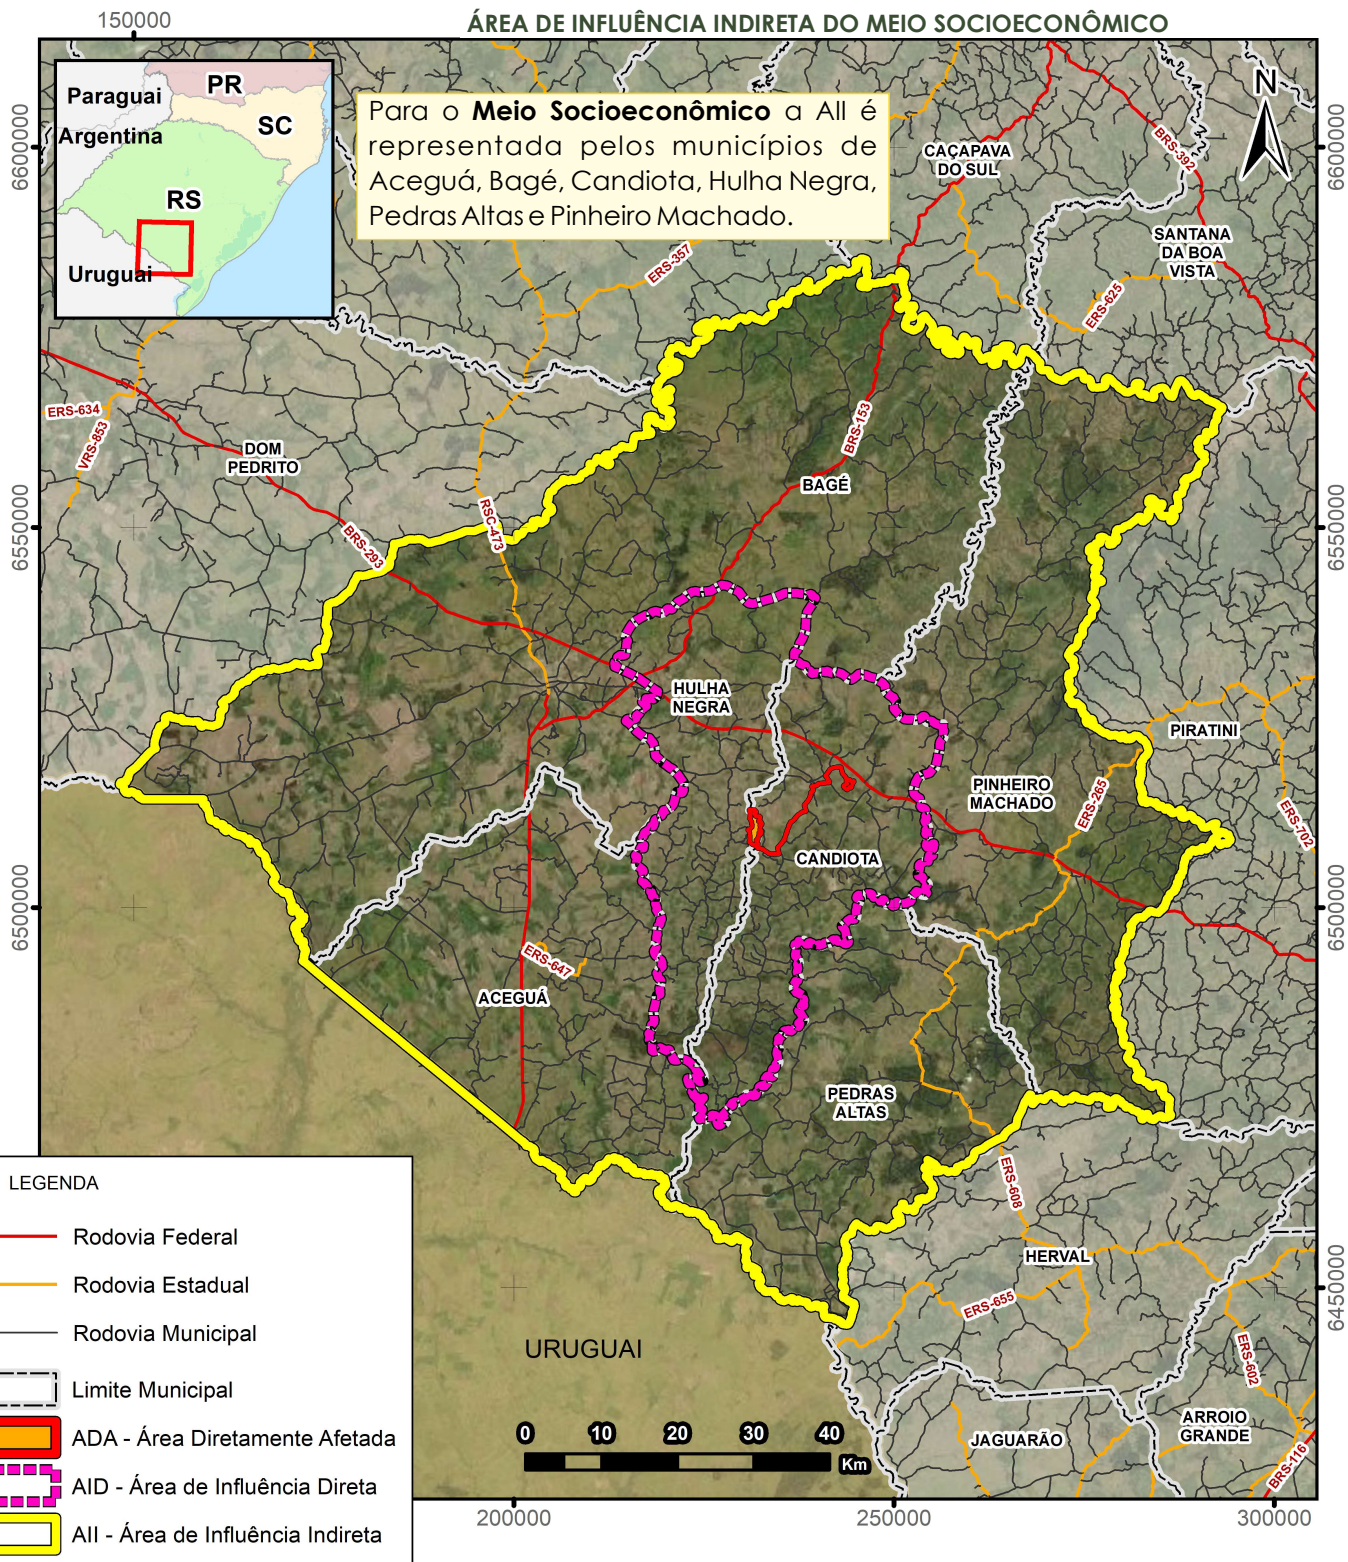 ÁREA DE INFLUÊNCIA INDIRETA DO MEIO SOCIOECONÔMICO
150000
6600000
6600000
PR
Paraguai
SC
Argentina
RS
Uruguai
Para o Meio Socioeconômico a AII é
representada pelos municípios de
Aceguá, Bagé, Candiota, Hulha Negra,
Pedras Altas e Pinheiro Machado.
N
CAÇAPAVA
DO SUL
BRS-392
SANTANA
DA BOA
VISTA
ERS-357
ERS-625
ERS-634
VRS-853
DOM
PEDRITO
BRS-153
BAGÉ
RSC-473
BRS-293
6550000
6550000
HULHA
NEGRA
PIRATINI
PINHEIRO
MACHADO
ERS-265
ERS-702
CANDIOTA
6500000
6500000
ERS-647
ACEGUÁ
PEDRAS
ALTAS
ERS-608
HERVAL
ERS-655
6450000
URUGUAI
ERS-602
ARROIO
GRANDE
JAGUARÃO
BRS-116
0 10 20 30 40
Km
LEGENDA
Rodovia Federal
Rodovia Estadual
Rodovia Municipal
Limite Municipal
ADA - Área Diretamente Afetada
AID - Área de Influência Direta
AII - Área de Influência Indireta
200000
250000
300000